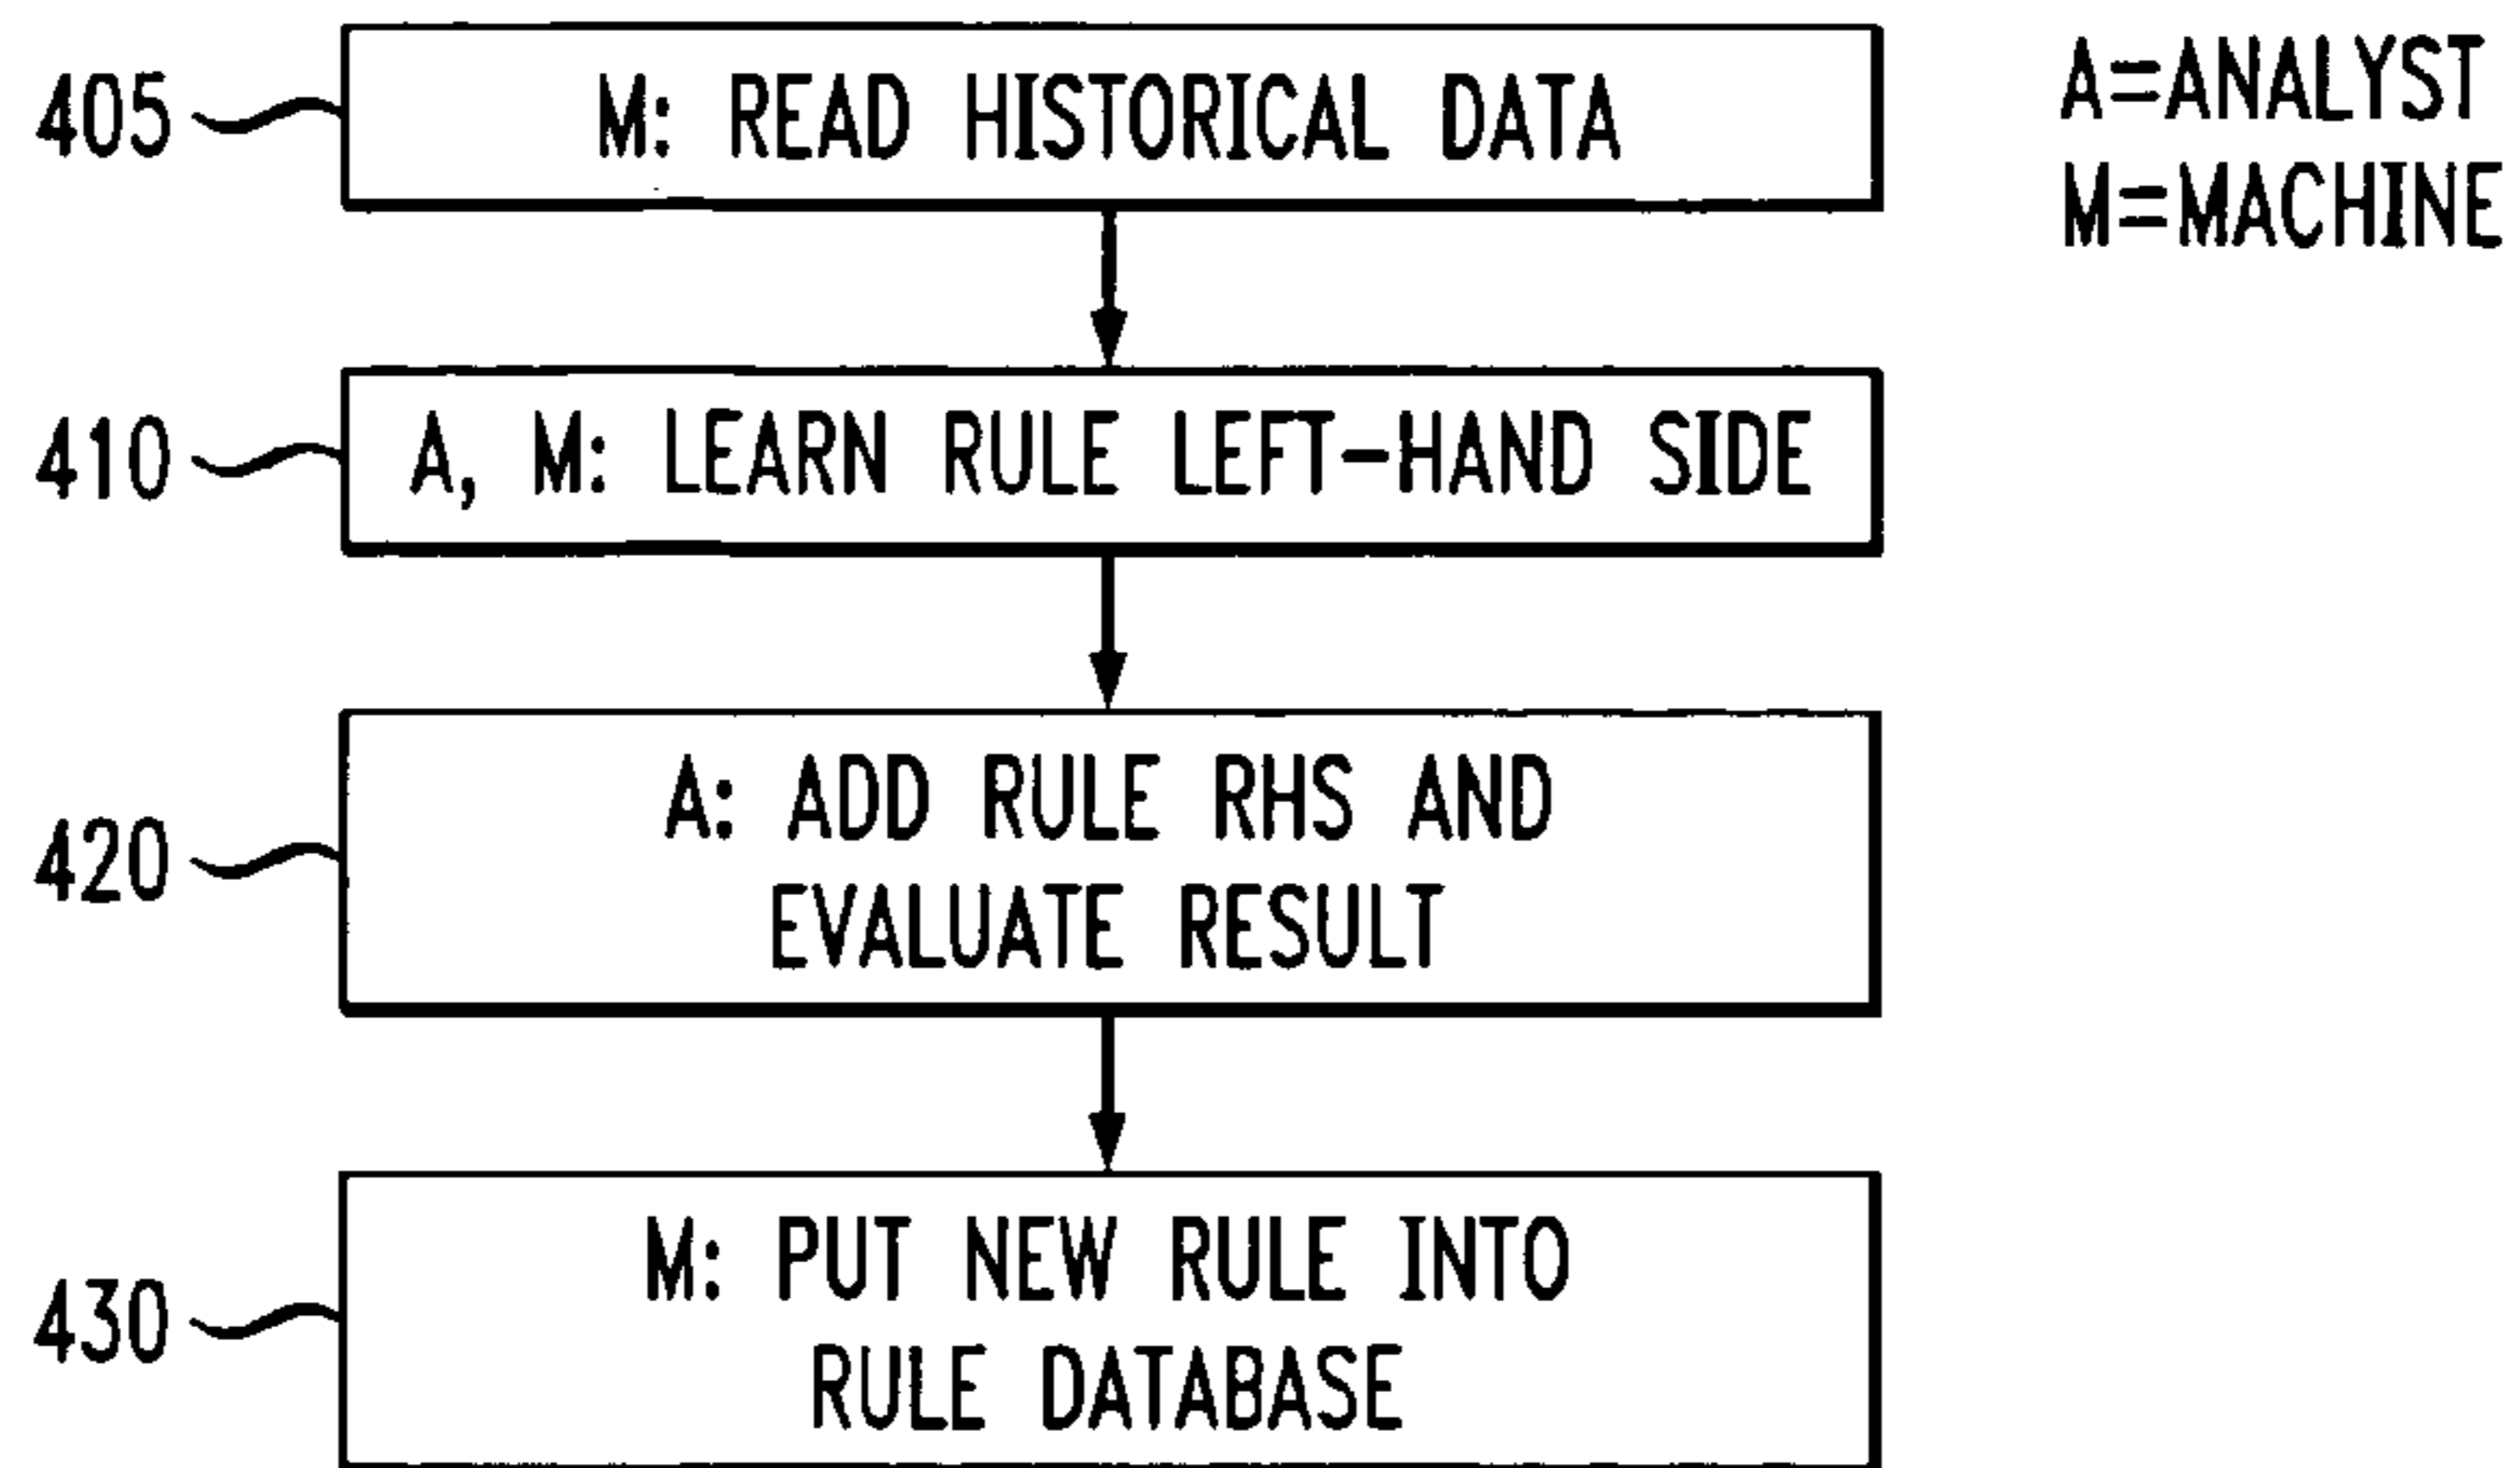 405
M: READ HISTORICAL DATA
A=ANALYST
M=MACHINE
410
A, M: LEARN RULE LEFT-HAND SIDE
420
A: ADD RULE RHS AND
EVALUATE RESULT
430
M: PUT NEW RULE INTO
RULE DATABASE